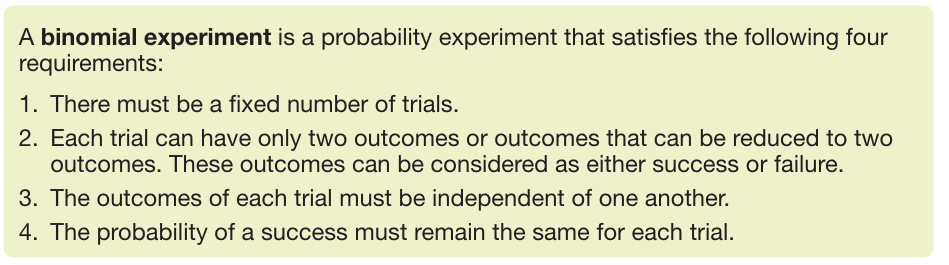 A binomial experiment is a probability experiment that satisfies the following four
requirements:
1. There must be a fixed number of trials.
2. Each trial can have only two outcomes or outcomes that can be reduced to two
outcomes. These outcomes can be considered as either success or failure.
3. The outcomes of each trial must be independent of one another.
4. The probability of a success must remain the same for each trial.